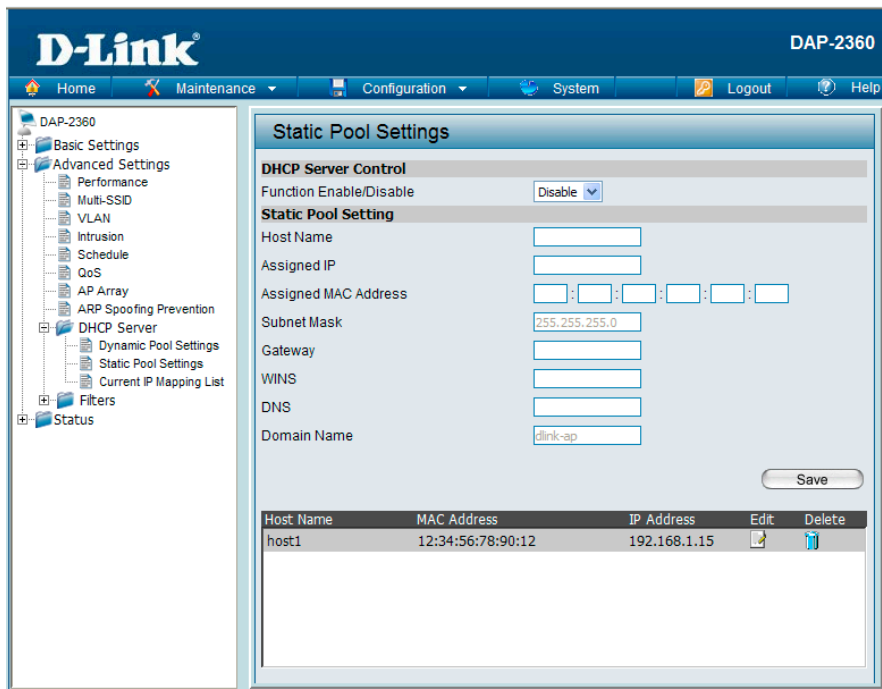 D-Link®
DAP-2360
Home
Maintenance
Configuration
System
Logout
Help
DAP-2360
Basic Settings
Advanced Settings
Performance
Multi-SSID
VLAN
Intrusion
Schedule
QoS
AP Array
ARP Spoofing Prevention
DHCP Server
Dynamic Pool Settings
Static Pool Settings
Current IP Mapping List
Filters
Status
Static Pool Settings
DHCP Server Control
Function Enable/Disable Disable
Static Pool Setting
Host Name
Assigned IP
Assigned MAC Address : : : : :
Subnet Mask 255.255.255.0
Gateway
WINS
DNS
Domain Name dlink-ap
Save
Host Name MAC Address IP Address Edit Delete
host1 12:34:56:78:90:12 192.168.1.15